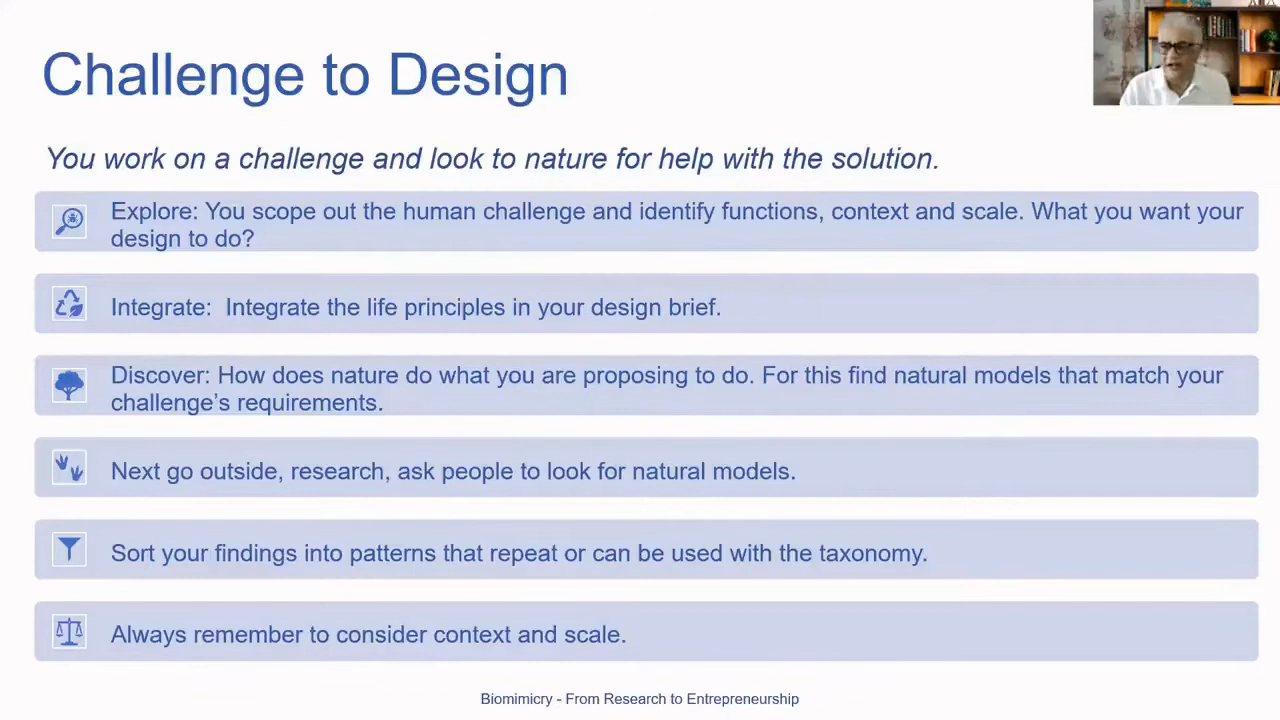 Challenge to Design
You work on a challenge and look to nature for help with the solution.
Explore: You scope out the human challenge and identify functions, context and scale. What you want your
design to do?
Integrate:  Integrate the life principles in your design brief.
Discover: How does nature do what you are proposing to do. For this find natural models that match your
challenge’s requirements.
Next go outside, research, ask people to look for natural models.
Sort your findings into patterns that repeat or can be used with the taxonomy.
Always remember to consider context and scale.
Biomimicry - From Research to Entrepreneurship